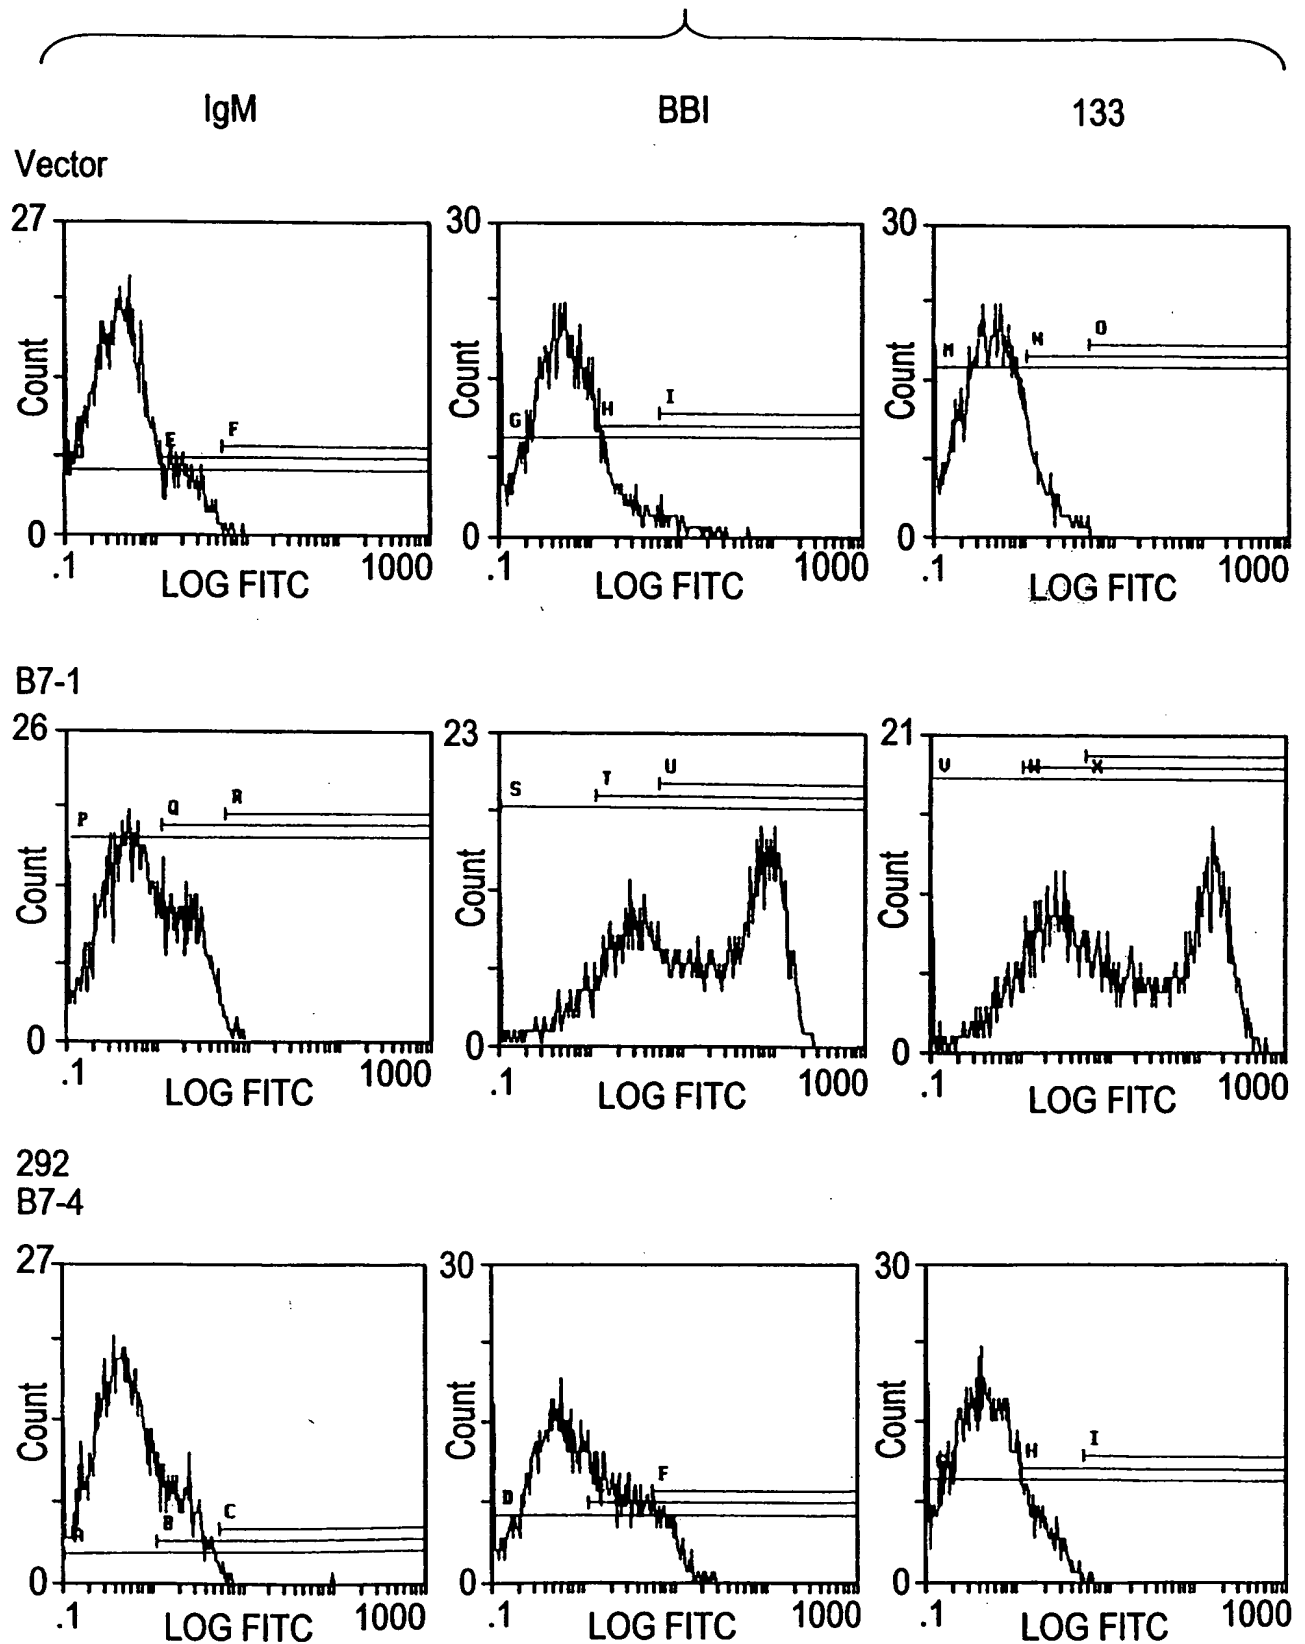 IgM BBI 133
Vector
27 30 30
Count Count Count
E F G H I M N O
0 0 0
.1 1000 .1 1000 .1 1000
LOG FITC LOG FITC LOG FITC
B7-1
26 23 21
P Q R S T U V W X
Count Count Count
0 0 0
.1 1000 .1 1000 .1 1000
LOG FITC LOG FITC LOG FITC
292
B7-4
27 30 30
Count Count Count
B C D F H I
0 0 0
.1 1000 .1 1000 .1 1000
LOG FITC LOG FITC LOG FITC